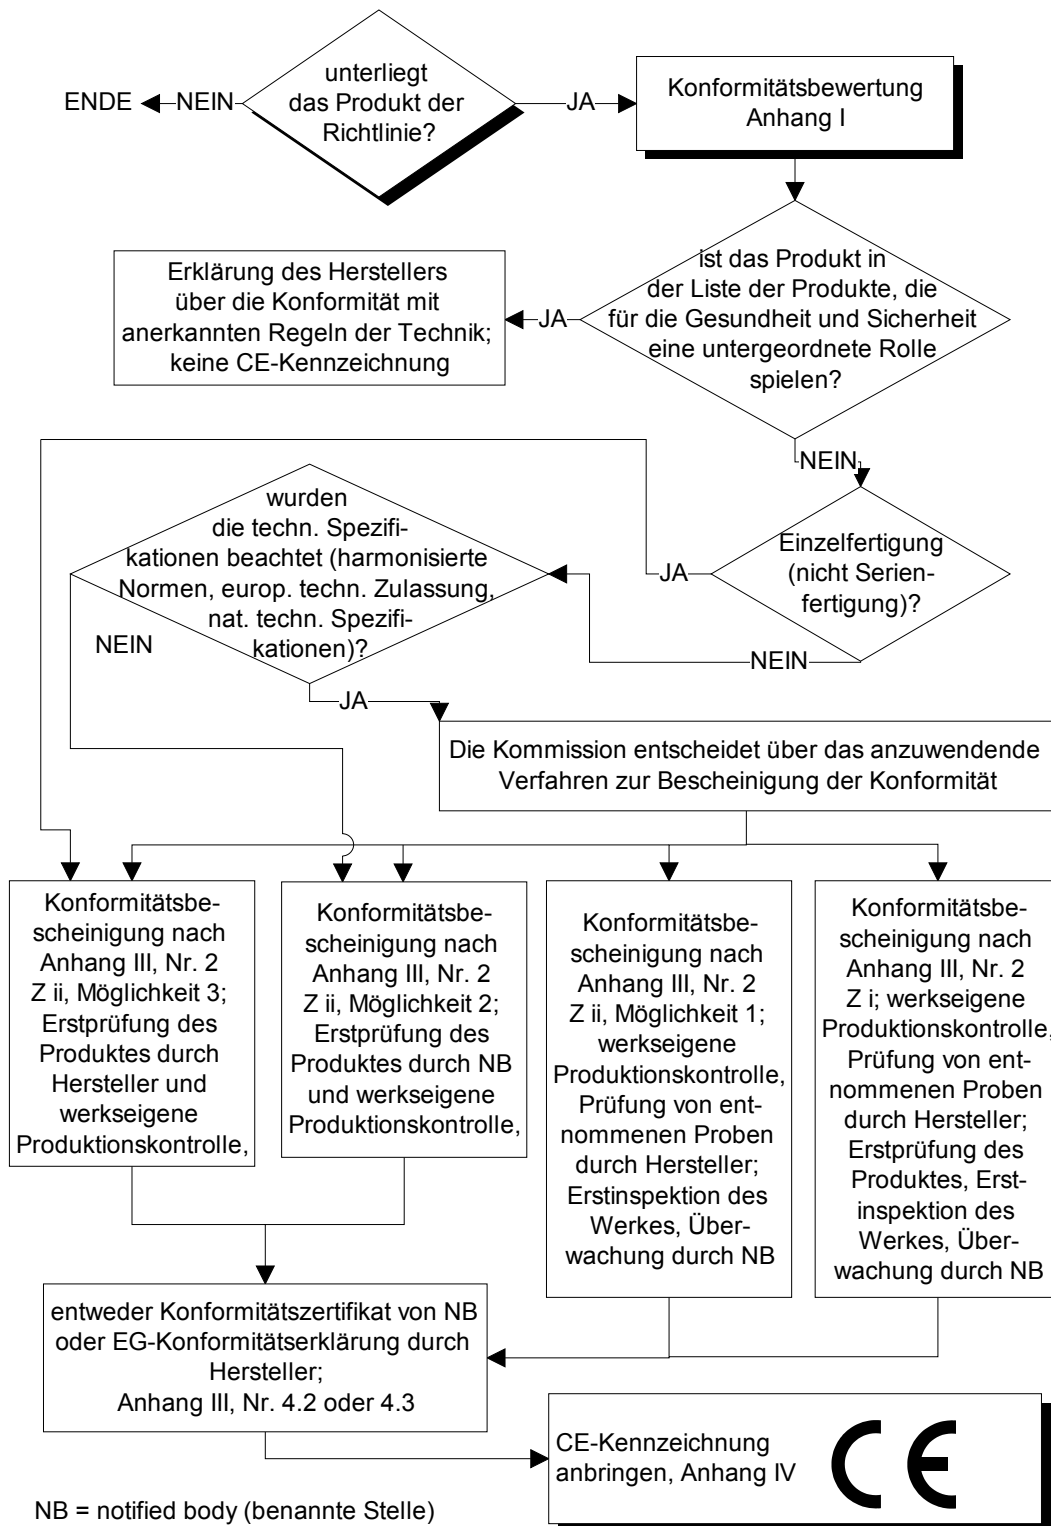 unterliegt
das Produkt der
Richtlinie?
ENDE
NEIN
JA
Konformitätsbewertung
Anhang I
ist das Produkt in
der Liste der Produkte, die
für die Gesundheit und Sicherheit
eine untergeordnete Rolle
spielen?
JA
Erklärung des Herstellers
über die Konformität mit
anerkannten Regeln der Technik;
keine CE-Kennzeichnung
NEIN
Einzelfertigung
(nicht Serien-
fertigung)?
JA
NEIN
wurden
die techn. Spezifi-
kationen beachtet (harmonisierte
Normen, europ. techn. Zulassung,
nat. techn. Spezifi-
kationen)?
NEIN
JA
Die Kommission entscheidet über das anzuwendende
Verfahren zur Bescheinigung der Konformität
Konformitätsbe-
scheinigung nach
Anhang III, Nr. 2
Z ii, Möglichkeit 3;
Erstprüfung des
Produktes durch
Hersteller und
werkseigene
Produktionskontrolle,
Konformitätsbe-
scheinigung nach
Anhang III, Nr. 2
Z ii, Möglichkeit 2;
Erstprüfung des
Produktes durch NB
und werkseigene
Produktionskontrolle,
Konformitätsbe-
scheinigung nach
Anhang III, Nr. 2
Z ii, Möglichkeit 1;
werkseigene
Produktionskontrolle,
Prüfung von ent-
nommenen Proben
durch Hersteller;
Erstinspektion des
Werkes, Über-
wachung durch NB
Konformitätsbe-
scheinigung nach
Anhang III, Nr. 2
Z i; werkseigene
Produktionskontrolle,
Prüfung von ent-
nommenen Proben
durch Hersteller;
Erstprüfung des
Produktes, Erst-
inspektion des
Werkes, Über-
wachung durch NB
entweder Konformitätszertifikat von NB
oder EG-Konformitätserklärung durch
Hersteller;
Anhang III, Nr. 4.2 oder 4.3
CE-Kennzeichnung
anbringen, Anhang IV
CE
NB = notified body (benannte Stelle)